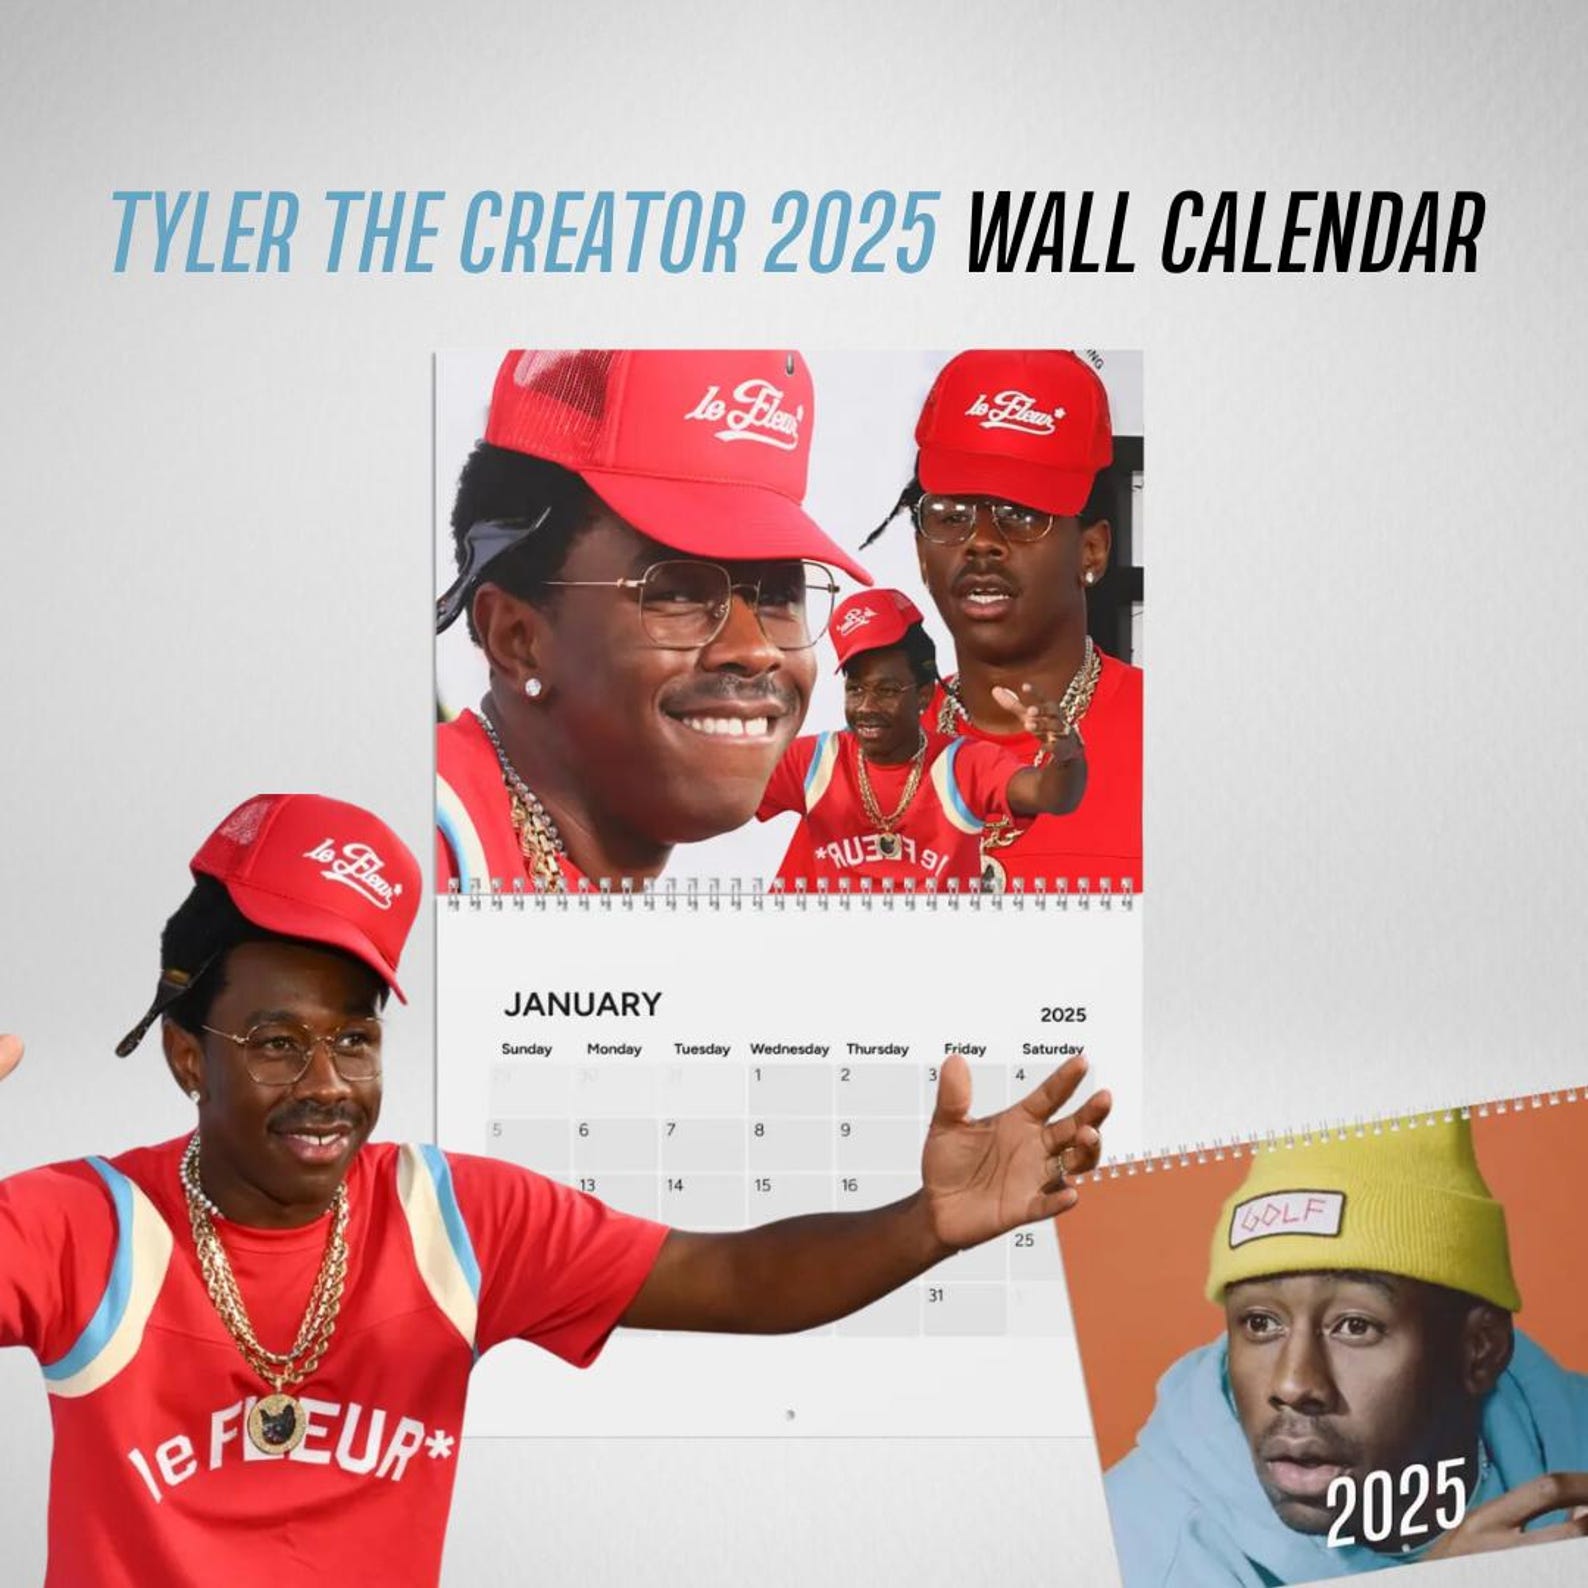 TYLER THE CREATOR 2025 WALL CALENDAR
le Fleur*
le Fleur*
le FLEUR*
JANUARY
2025
Sunday Monday Tuesday Wednesday Thursday Friday Saturday
29 30 31 1 2 3 4
5 6 7 8 9
13 14 15 16
25
31 1
le Fleur*
le FLEUR*
GOLF
2025